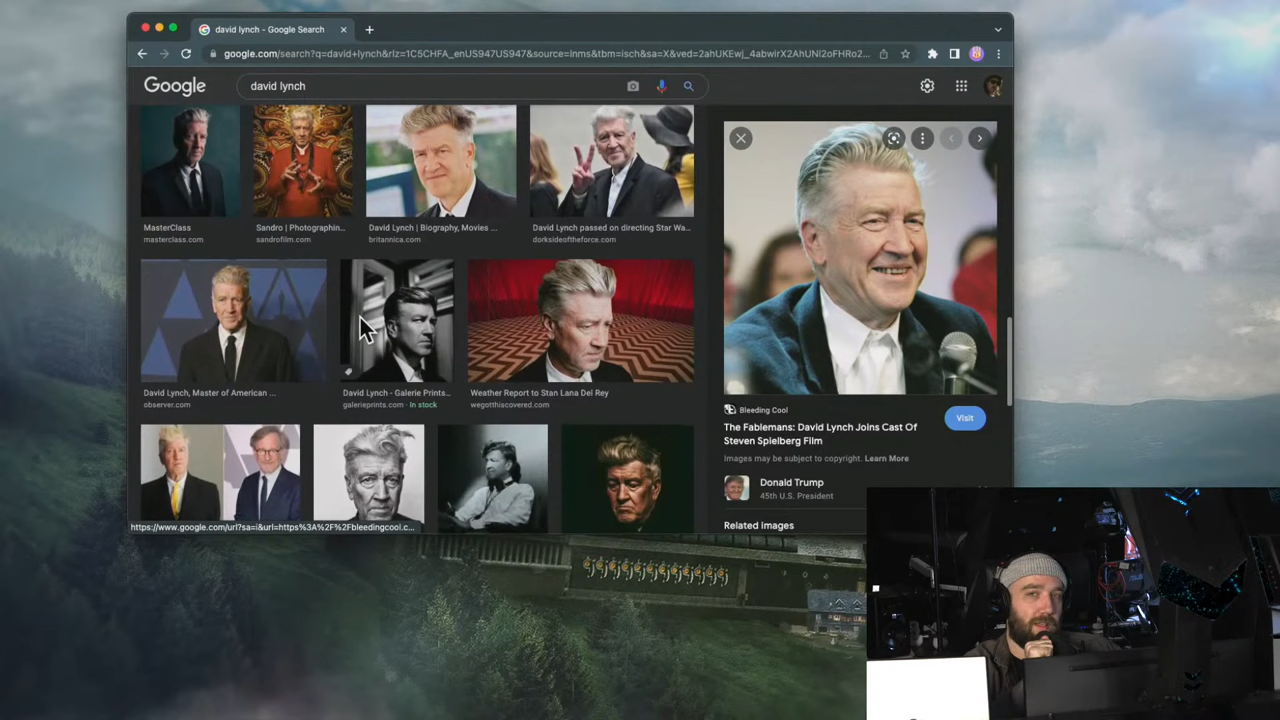 david lynch - Google Search
google.com/search?q=david+lynch&rlz=1C5CHFA_enUS947US947&source=lnms&tbm=isch&sa=X&ved=2ahUKEwj_4abwirX2AhUNI2oFHRo2...
Google
david lynch
MasterClass
masterclass.com
Sandro | Photographin...
sandrofilm.com
David Lynch | Biography, Movies ...
britannica.com
David Lynch passed on directing Star Wa...
dorksideoftheforce.com
David Lynch, Master of American ...
observer.com
David Lynch - Galerie Prints...
galerieprints.com · In stock
Weather Report to Stan Lana Del Rey
wegotthiscovered.com
https://www.google.com/url?sa=i&url=https%3A%2F%2Fbleedingcool.c...
Bleeding Cool
The Fablemans: David Lynch Joins Cast Of
Steven Spielberg Film
Visit
Images may be subject to copyright. Learn More
Donald Trump
45th U.S. President
Related Images